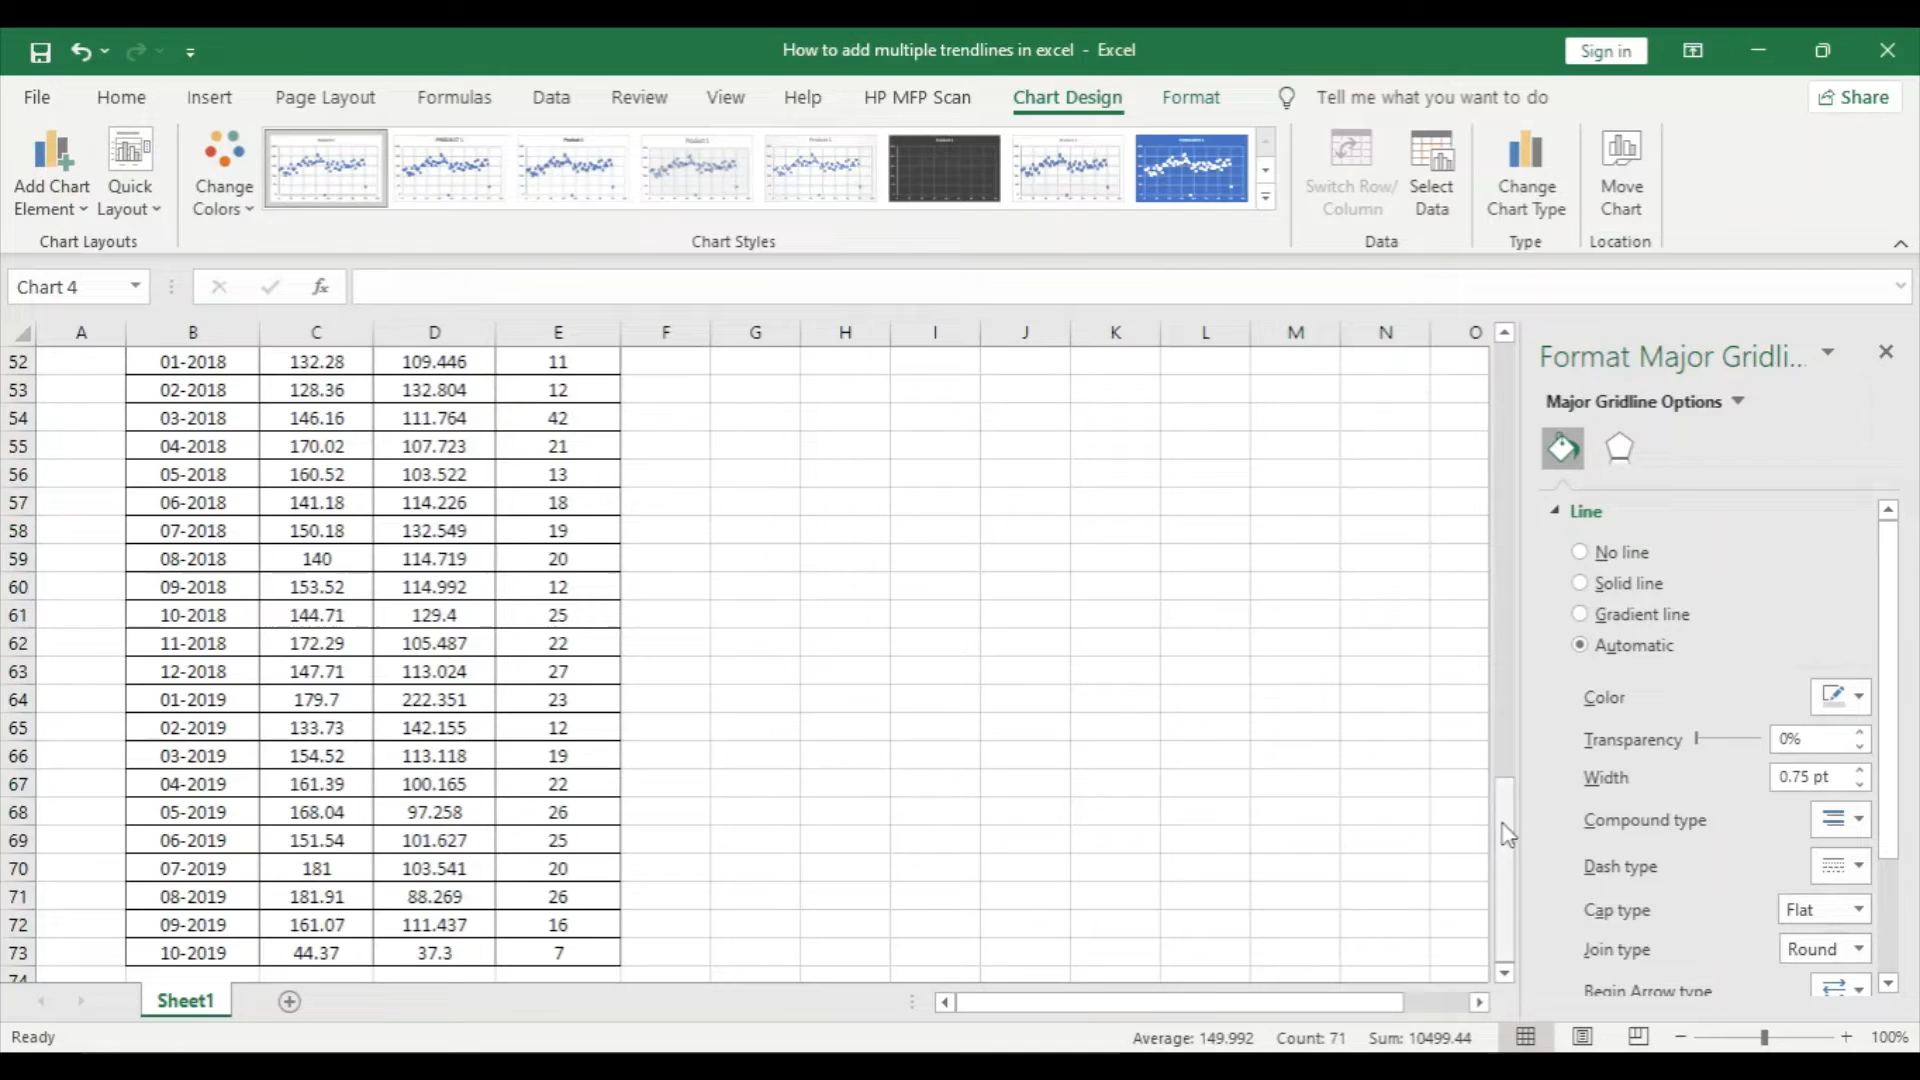 How to add multiple trendlines in excel - Excel
Sign in
File Home Insert Page Layout Formulas Data Review View Help HP MFP Scan Chart Design Format Tell me what you want to do Share
Add Chart Element
Quick Layout
Change Colors
Switch Row/ Column
Select Data
Change Chart Type
Move Chart
Chart Layouts Chart Styles Data Type Location
Chart 4 fx
A B C D E F G H I J K L M N O
52 01-2018 132.28 109.446 11
53 02-2018 128.36 132.804 12
54 03-2018 146.16 111.764 42
55 04-2018 170.02 107.723 21
56 05-2018 160.52 103.522 13
57 06-2018 141.18 114.226 18
58 07-2018 150.18 132.549 19
59 08-2018 140 114.719 20
60 09-2018 153.52 114.992 12
61 10-2018 144.71 129.4 25
62 11-2018 172.29 105.487 22
63 12-2018 147.71 113.024 27
64 01-2019 179.7 222.351 23
65 02-2019 133.73 142.155 12
66 03-2019 154.52 113.118 19
67 04-2019 161.39 100.165 22
68 05-2019 168.04 97.258 26
69 06-2019 151.54 101.627 25
70 07-2019 181 103.541 20
71 08-2019 181.91 88.269 26
72 09-2019 161.07 111.437 16
73 10-2019 44.37 37.3 7
74
Format Major Gridli...
Major Gridline Options
Line
No line
Solid line
Gradient line
Automatic
Color
Transparency 0%
Width 0.75 pt
Compound type
Dash type
Cap type Flat
Join type Round
Begin Arrow type
Sheet1
Ready Average: 149.992 Count: 71 Sum: 10499.44 100%